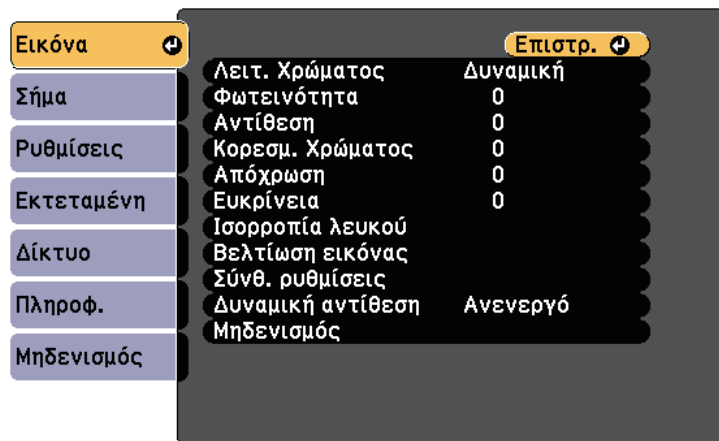 Εικόνα
Σήμα
Ρυθμίσεις
Εκτεταμένη
Δίκτυο
Πληροφ.
Μηδενισμός
Επιστρ.
Λειτ. Χρώματος Δυναμική
Φωτεινότητα 0
Αντίθεση 0
Κορεσμ. Χρώματος 0
Απόχρωση 0
Ευκρίνεια 0
Ισορροπία λευκού
Βελτίωση εικόνας
Σύνθ. ρυθμίσεις
Δυναμική αντίθεση Ανενεργό
Μηδενισμός